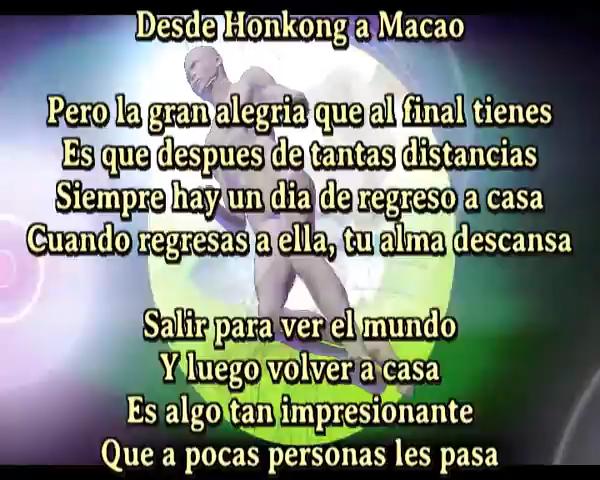 Desde Honkong a Macao
Pero la gran alegria que al final tienes
Es que despues de tantas distancias
Siempre hay un dia de regreso a casa
Cuando regresas a ella, tu alma descansa
Salir para ver el mundo
Y luego volver a casa
Es algo tan impresionante
Que a pocas personas les pasa